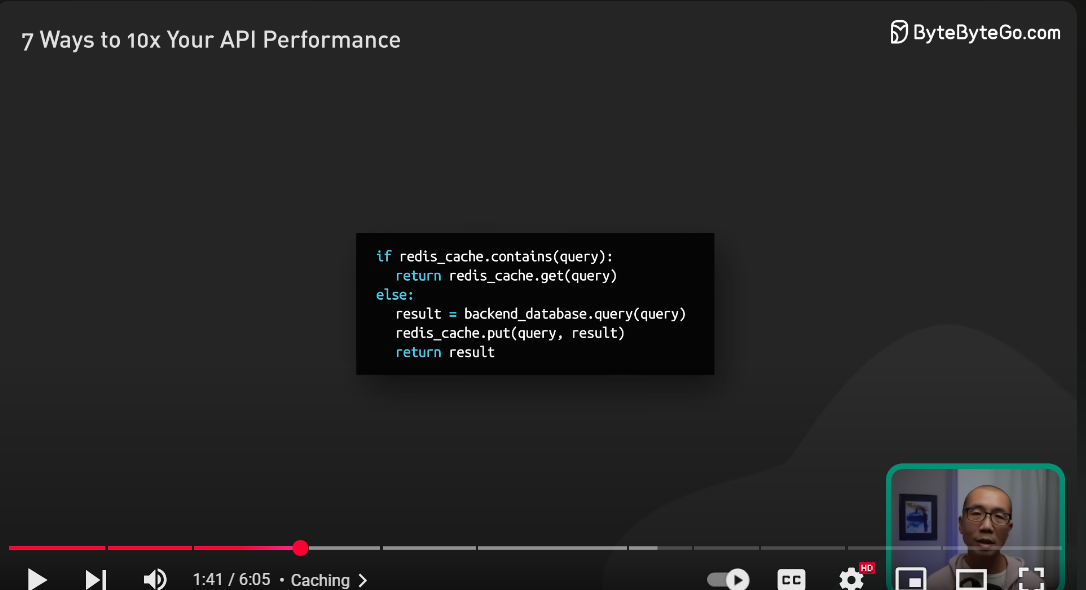 7 Ways to 10x Your API Performance
ByteByteGo.com
if redis_cache.contains(query):
return redis_cache.get(query)
else:
result = backend_database.query(query)
redis_cache.put(query, result)
return result
1:41 / 6:05 • Caching
CC
HD